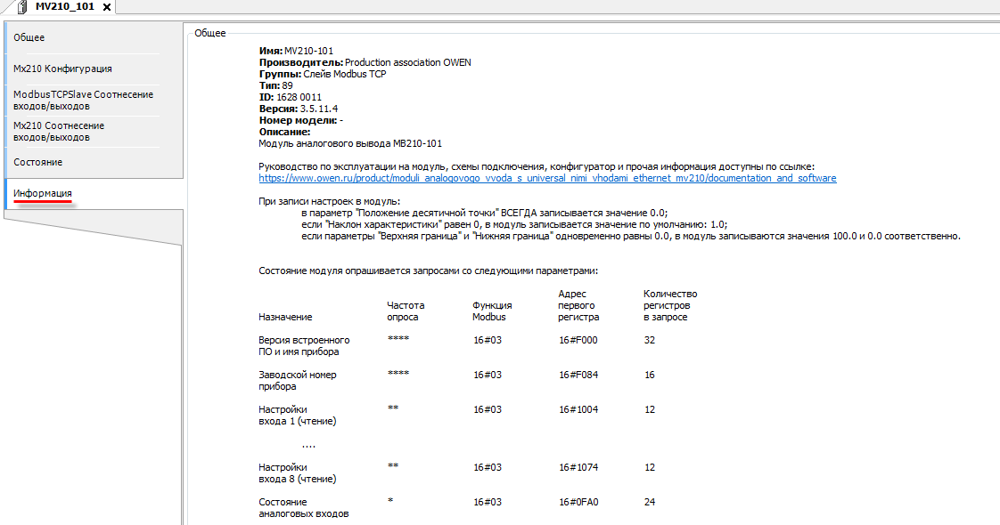 MV210_101
Общее
Mx210 Конфигурация
ModbusTCPSlave Соотнесение
входов/выходов
Mx210 Соотнесение
входов/выходов
Состояние
Информация
Общее
Имя: MV210-101
Производитель: Production association OWEN
Группы: Слейв Modbus TCP
Тип: 89
ID: 1628 0011
Версия: 3.5.11.4
Номер модели: -
Описание:
Модуль аналогового вывода МВ210-101
Руководство по эксплуатации на модуль, схемы подключения, конфигуратор и прочая информация доступны по ссылке:
https://www.owen.ru/product/moduli_analogovogo_vvoda_s_universal_nimi_vhodami_ethernet_mv210/documentation_and_software
При записи настроек в модуль:
в параметр "Положение десятичной точки" ВСЕГДА записывается значение 0.0;
если "Наклон характеристики" равен 0, в модуль записывается значение по умолчанию: 1.0;
если параметры "Верхняя граница" и "Нижняя граница" одновременно равны 0.0, в модуль записываются значения 100.0 и 0.0 соответственно.
Состояние модуля опрашивается запросами со следующими параметрами:
Назначение Частота опроса Функция Modbus Адрес первого регистра Количество регистров в запросе
Версия встроенного **** 16#03 16#F000 32
ПО и имя прибора
Заводской номер **** 16#03 16#F084 16
прибора
Настройки ** 16#03 16#1004 12
входа 1 (чтение)
....
Настройки ** 16#03 16#1074 12
входа 8 (чтение)
Состояние * 16#03 16#0FA0 24
аналоговых входов